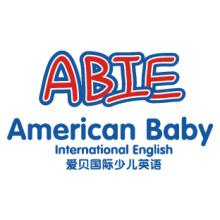 ABIE
American Baby
International English
爱贝国际少儿英语